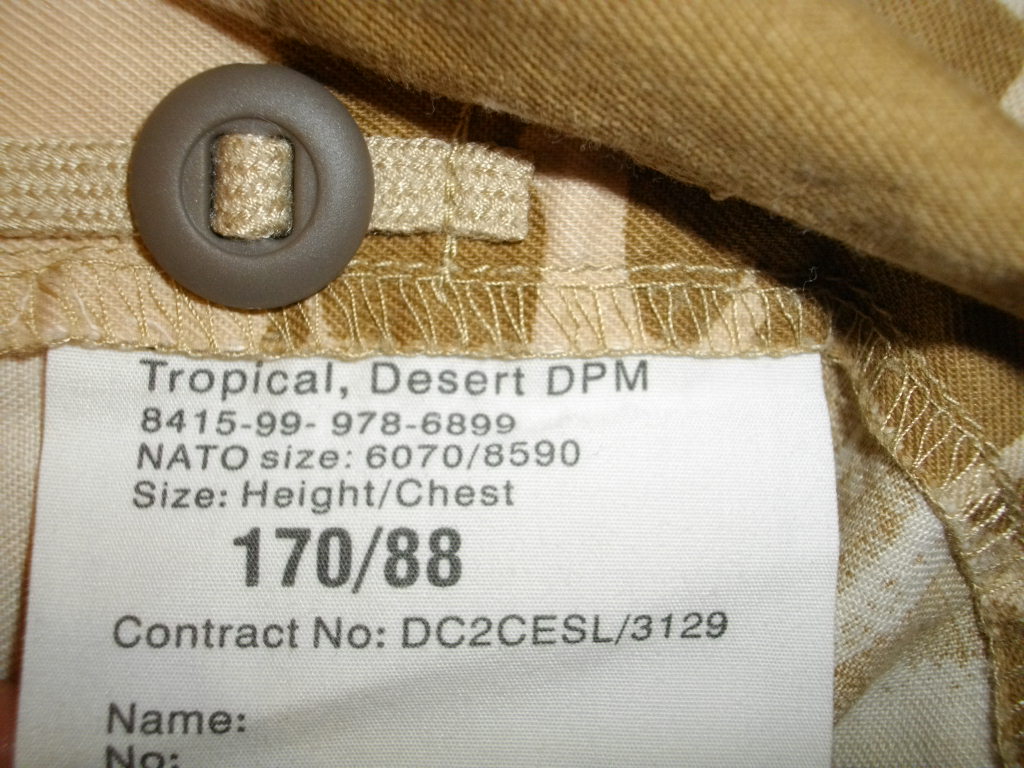 Tropical, Desert DPM
8415-99- 978-6899
NATO size: 6070/8590
Size: Height/Chest
170/88
Contract No: DC2CESL/3129
Name:
No: